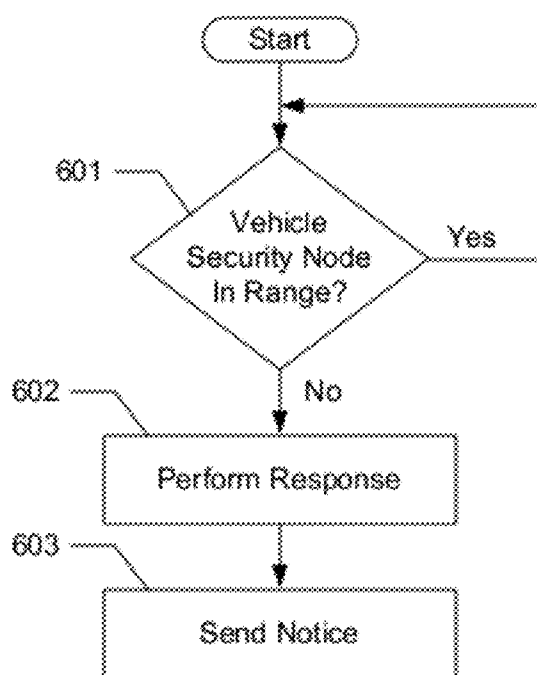 Start
601
Vehicle
Security Node
In Range?
Yes
No
602
Perform Response
603
Send Notice